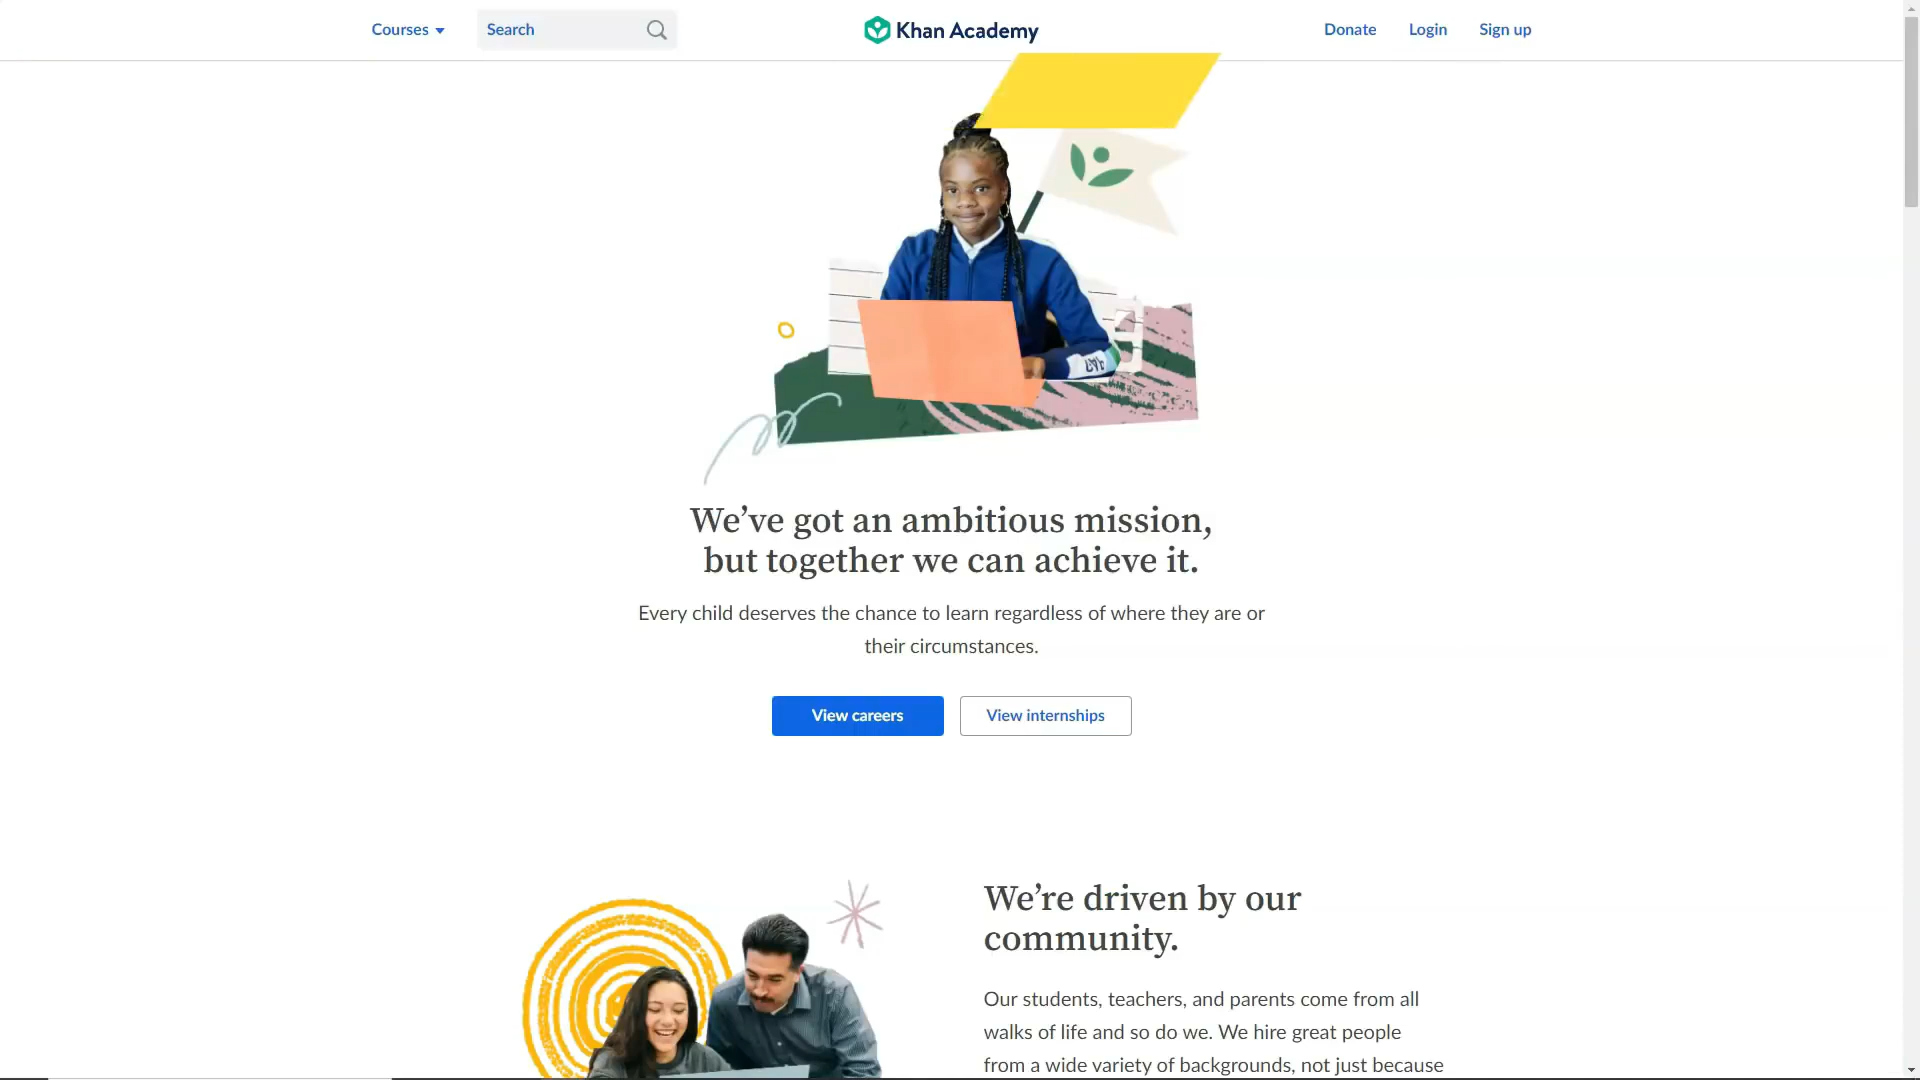 Courses
Search
Khan Academy
Donate
Login
Sign up
We’ve got an ambitious mission,
but together we can achieve it.
Every child deserves the chance to learn regardless of where they are or
their circumstances.
View careers
View internships
We’re driven by our
community.
Our students, teachers, and parents come from all
walks of life and so do we. We hire great people
from a wide variety of backgrounds, not just because